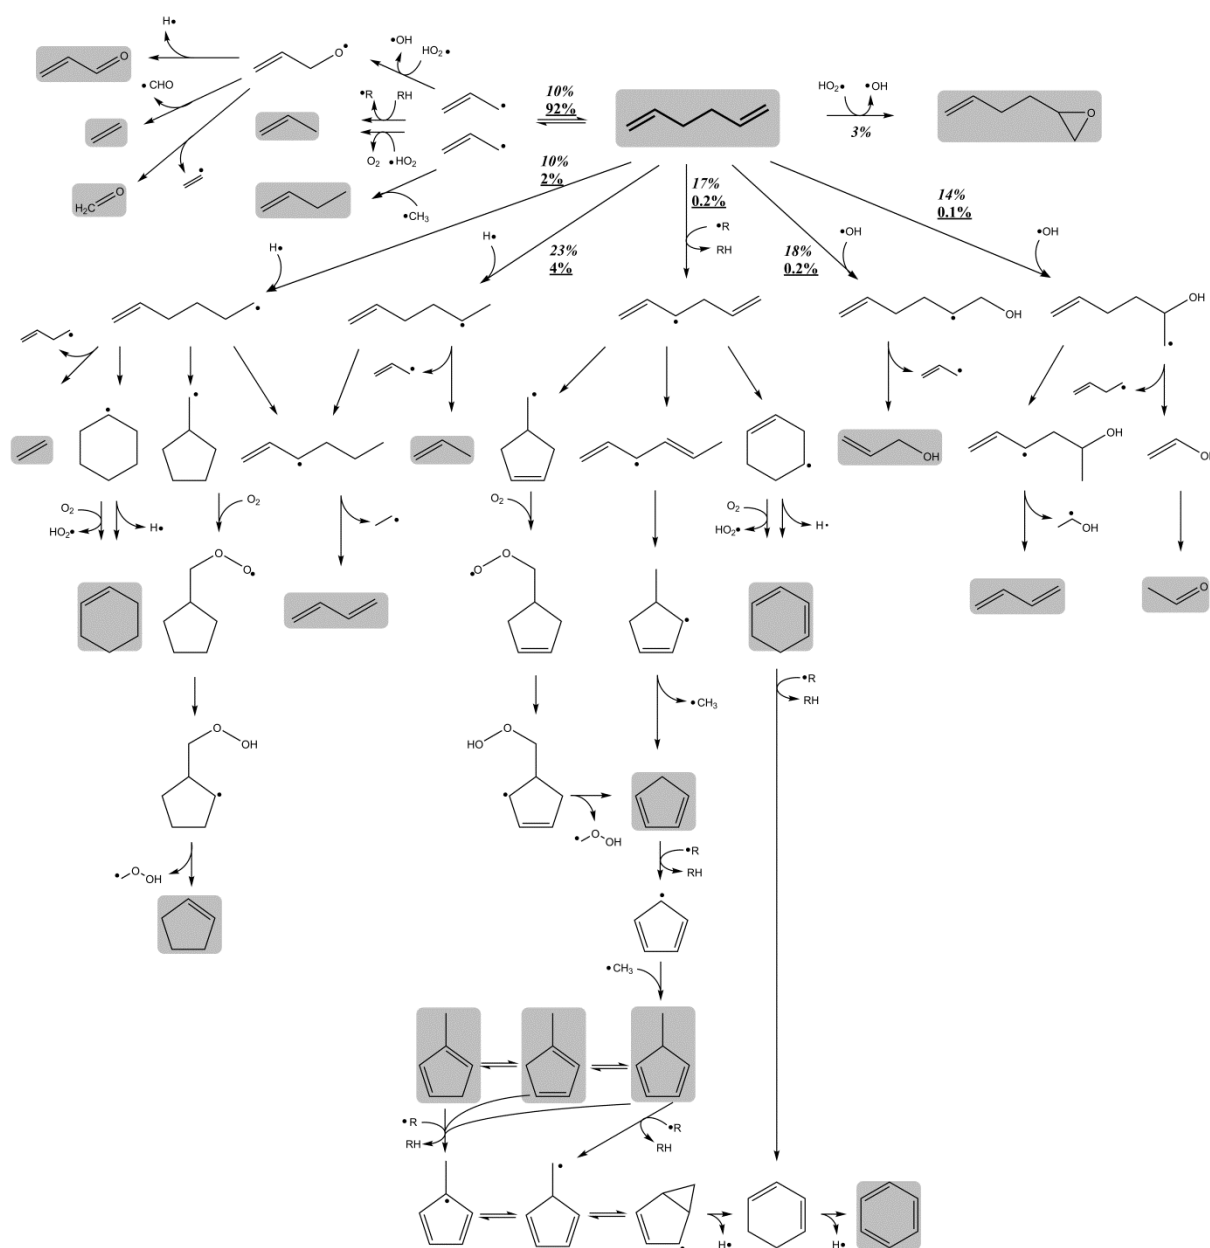 H•
O
•CHO
H₂C O
O•
•OH
HO₂•
•R
RH
O₂
•HO₂
•CH₃
10%
92%
HO₂•
•OH
3%
O
10%
2%
H•
H•
23%
4%
17%
0.2%
•R
RH
18%
0.2%
•OH
14%
0.1%
•OH
OH
OH
OH
OH
O₂
HO₂•
H•
O₂
O₂
O₂
HO₂•
H•
OH
O
O•
•O
O
O
•R
RH
•CH₃
O
OH
HO
O
•
O
OH
•
O
OH
•R
RH
•CH₃
•R
RH
•R
RH
H•
H•